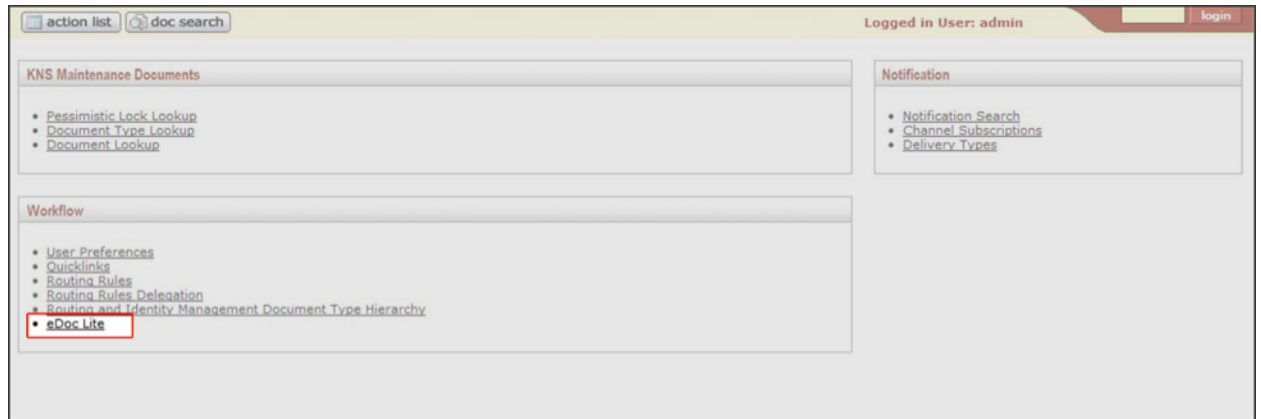 action list doc search Logged in User: admin login
KNS Maintenance Documents
Pessimistic Lock Lookup
Document Type Lookup
Document Lookup
Notification
Notification Search
Channel Subscriptions
Delivery Types
Workflow
User Preferences
Quicklinks
Routing Rules
Routing Rules Delegation
Routing and Identity Management Document Type Hierarchy
eDoc Lite